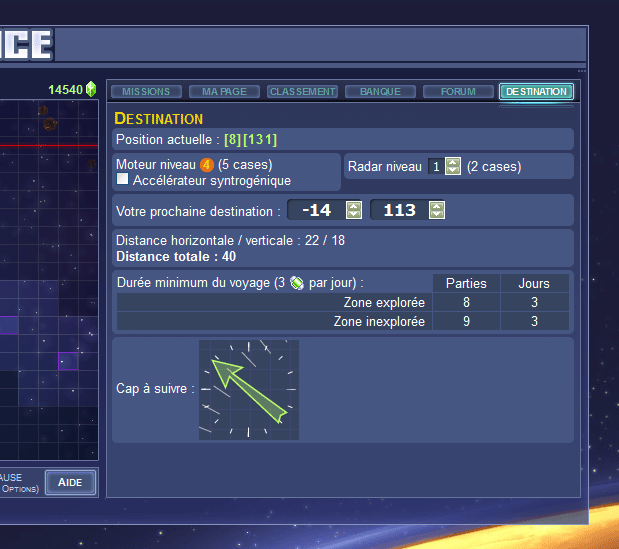 NCE
14540
MISSIONS
MA PAGE
CLASSEMENT
BANQUE
FORUM
DESTINATION
DESTINATION
Position actuelle : [8][131]
Moteur niveau 4 (5 cases)
Accélérateur syntrogénique
Radar niveau 1 (2 cases)
Votre prochaine destination : -14 113
Distance horizontale / verticale : 22 / 18
Distance totale : 40
Durée minimum du voyage (3 par jour) : Parties Jours
Zone explorée 8 3
Zone inexplorée 9 3
Cap à suivre :
AUSE
OPTIONS)
AIDE